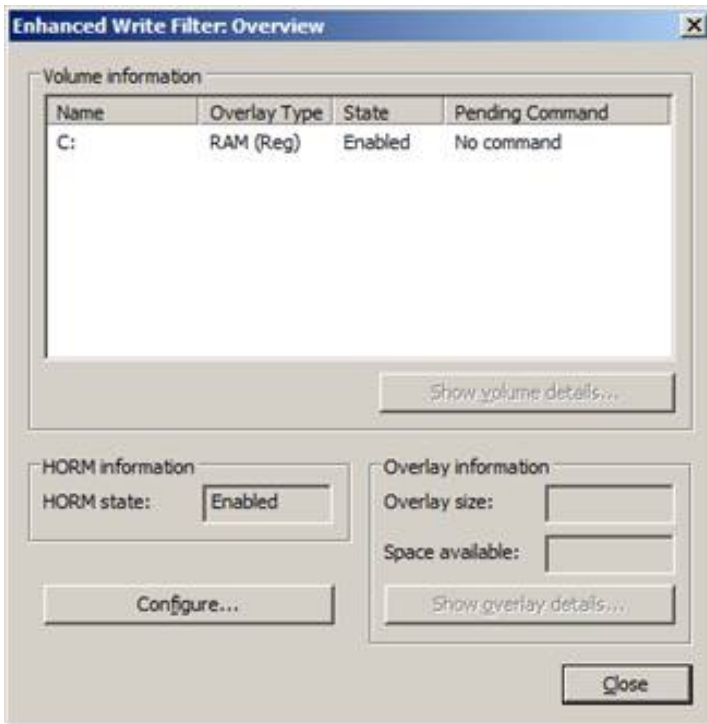 Enhanced Write Filter: Overview
Volume information
Name Overlay Type State Pending Command
C: RAM (Reg) Enabled No command
Show volume details...
HORM information
HORM state: Enabled
Configure...
Overlay information
Overlay size:
Space available:
Show overlay details...
Close